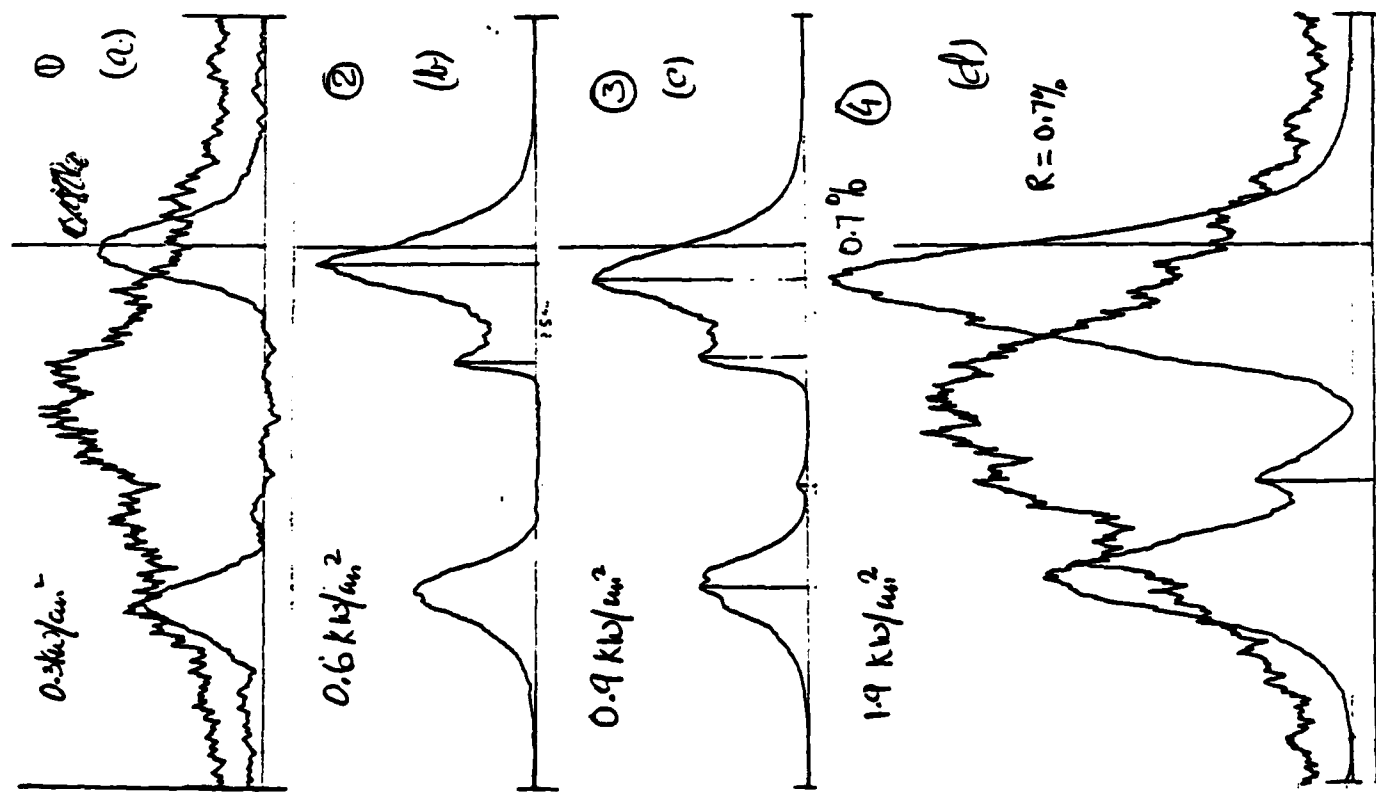 ①
(a.)
0.3kW/cm²
②
(b)
0.6 kW/cm²
③
(c)
0.9 KW/cm²
④
(d)
0.7%
R = 0.7%
1.9 KW/cm²